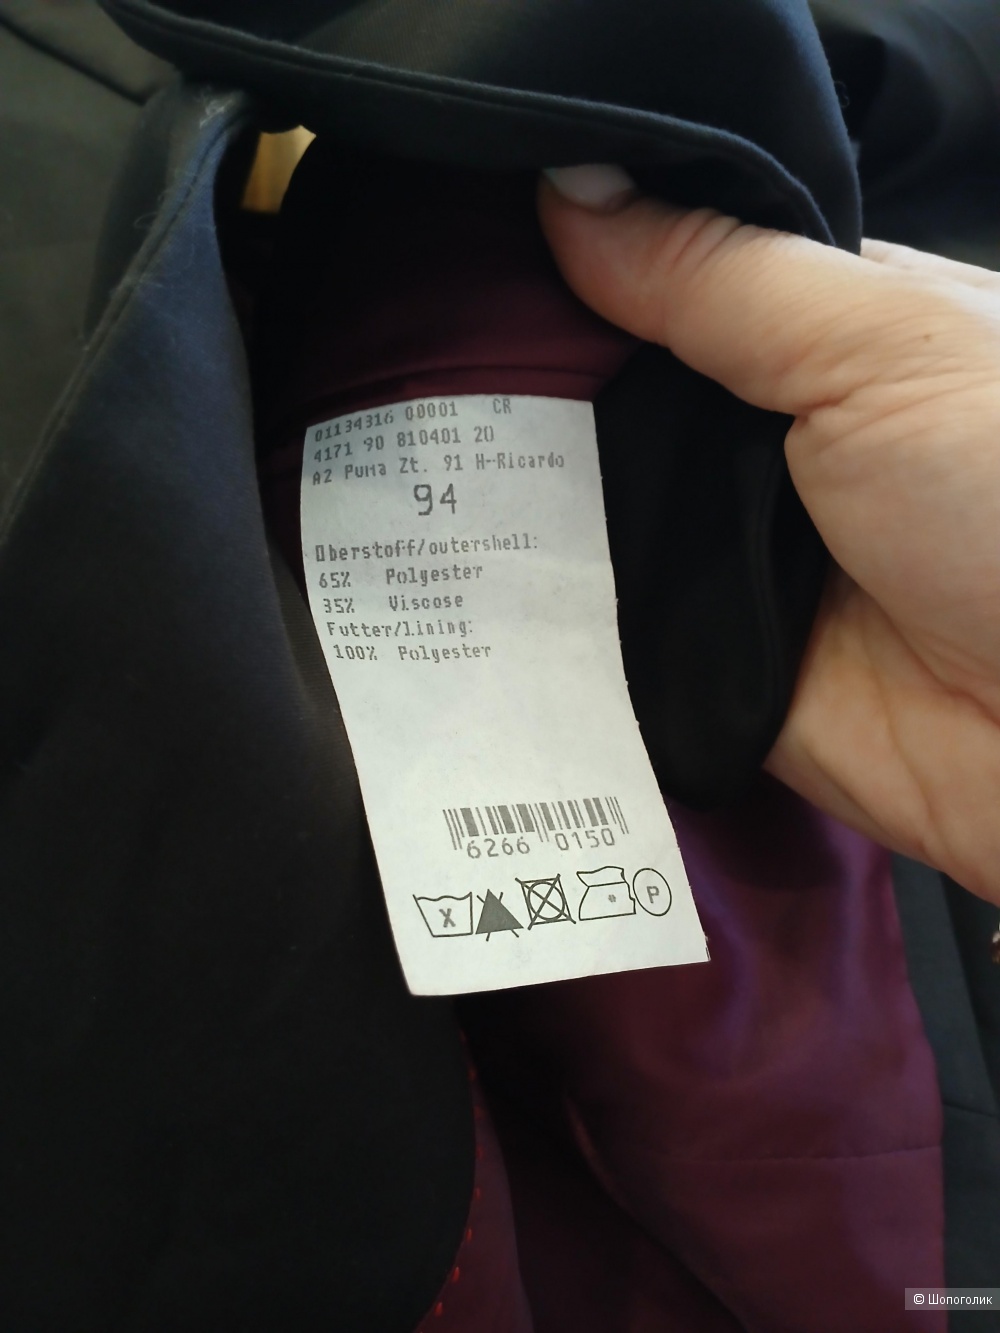 01134316 00001 CR
4171 90 810401 20
A2 Puma Zt. 91 H-Ricardo
94
Oberstoff/outershell:
65% Polyester
35% Viscose
Futter/lining:
100% Polyester
6266 0150
X P
© Шопоголик